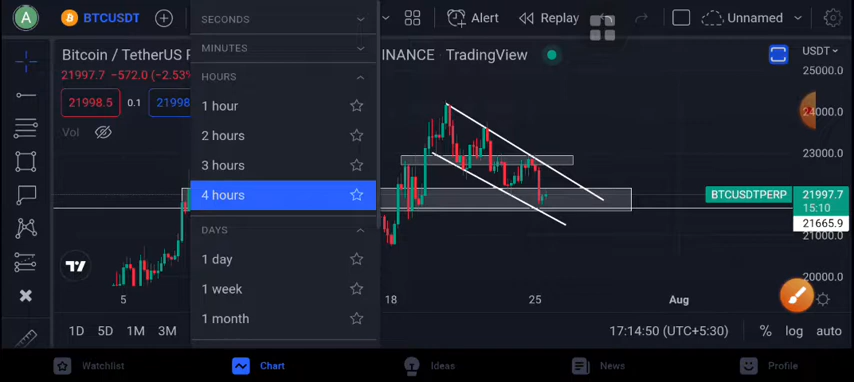 A
BTCUSDT
SECONDS
Alert
Replay
Unnamed
MINUTES
Bitcoin / TetherUS P
INANCE TradingView
USDT
21997.7 −572.0 (−2.53%
HOURS
25000.0
21998.5
0.1
21998
1 hour
24000.0
Vol
2 hours
23000.0
3 hours
4 hours
BTCUSDTPERP
21997.7
15:10
21665.9
DAYS
21000.0
1 day
20000.0
1 week
5
18
25
Aug
1 month
1D 5D 1M 3M
17:14:50 (UTC+5:30)
% log auto
Watchlist
Chart
Ideas
News
Profile